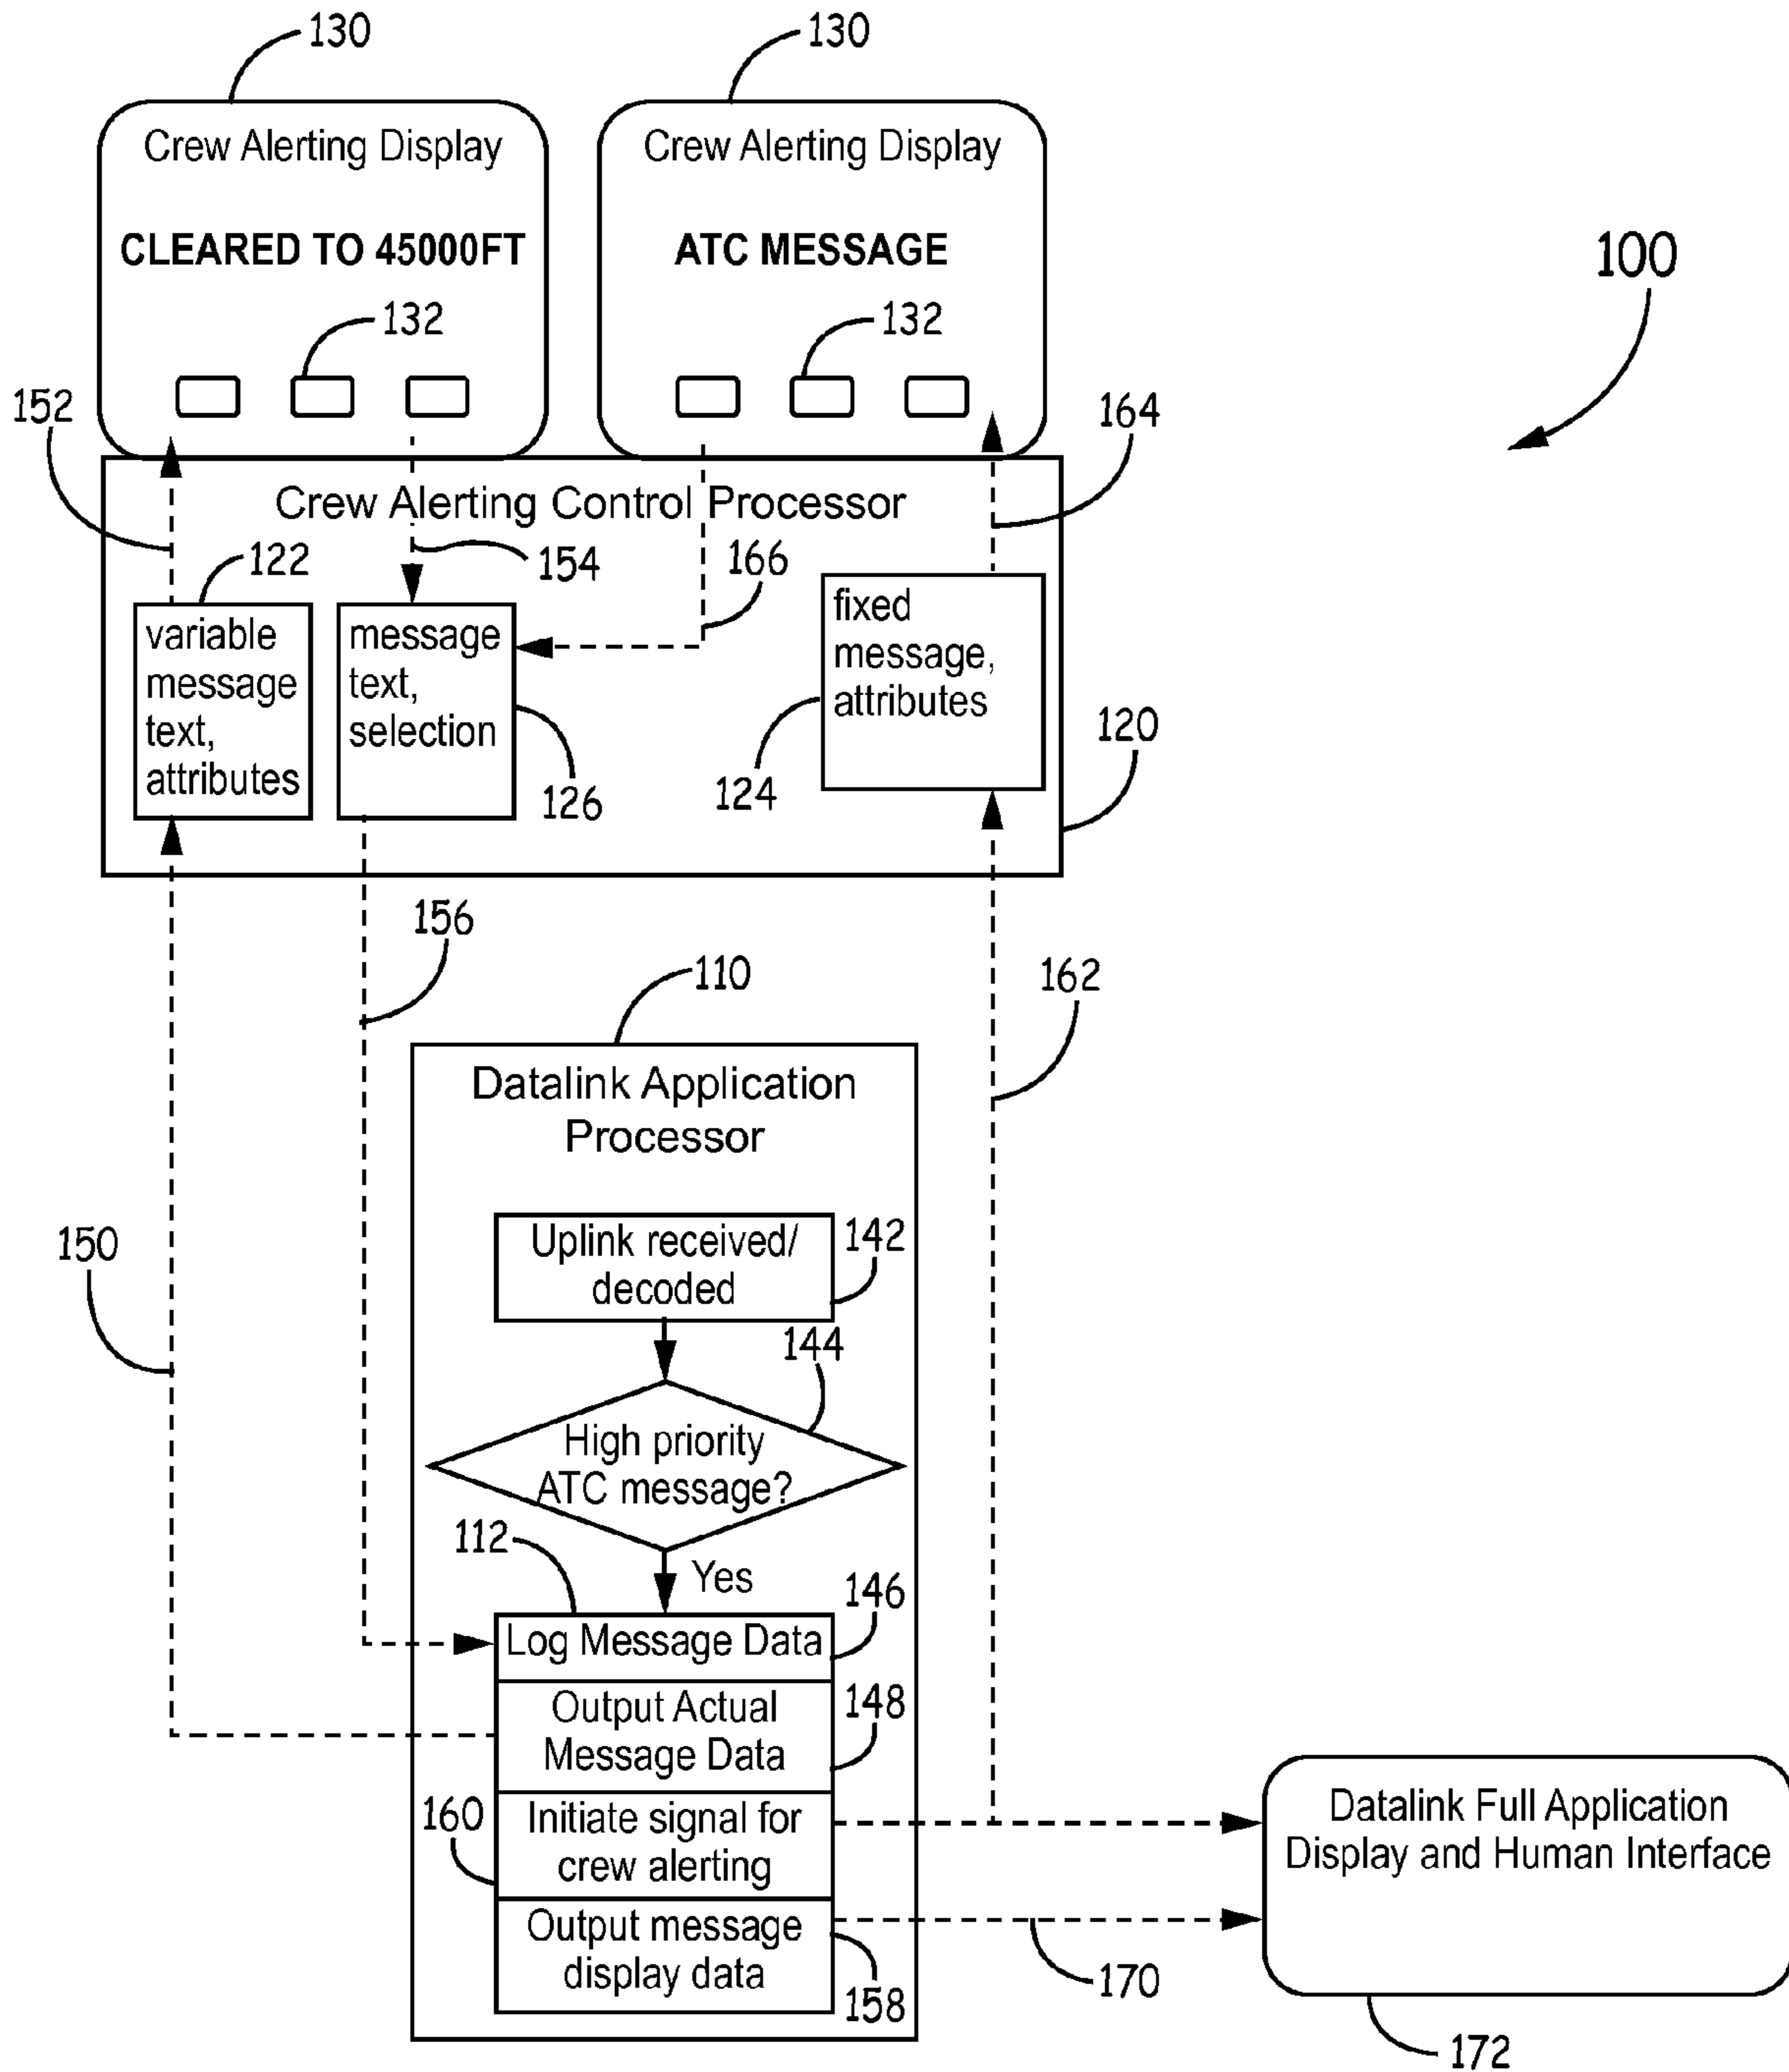 130
130
Crew Alerting Display
Crew Alerting Display
CLEARED TO 45000FT
ATC MESSAGE
100
132
132
152
164
Crew Alerting Control Processor
122
154
166
variable
message
text,
attributes
message
text,
selection
fixed
message,
attributes
120
126
124
156
110
162
Datalink Application
Processor
150
Uplink received/
decoded
142
144
High priority
ATC message?
112
Yes
146
Log Message Data
Output Actual
Message Data
148
160
Initiate signal for
crew alerting
Datalink Full Application
Display and Human Interface
Output message
display data
158
170
172